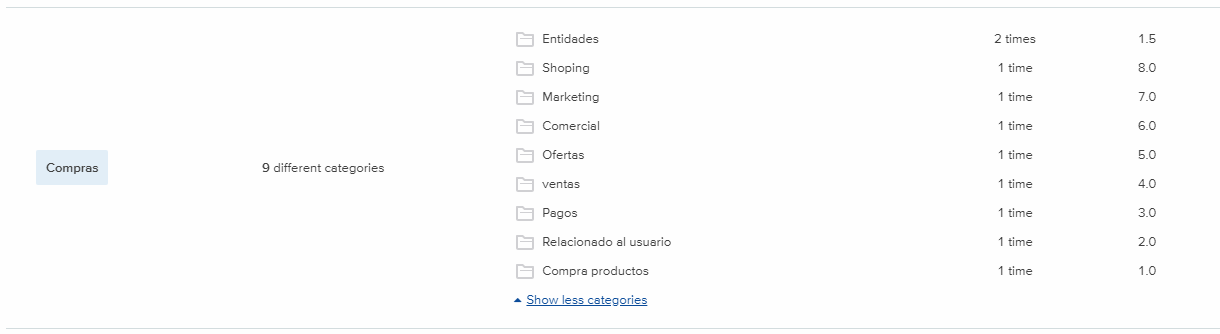 Entidades 2 times 1.5
Shoping 1 time 8.0
Marketing 1 time 7.0
Comercial 1 time 6.0
Ofertas 1 time 5.0
Compras 9 different categories
ventas 1 time 4.0
Pagos 1 time 3.0
Relacionado al usuario 1 time 2.0
Compra productos 1 time 1.0
Show less categories